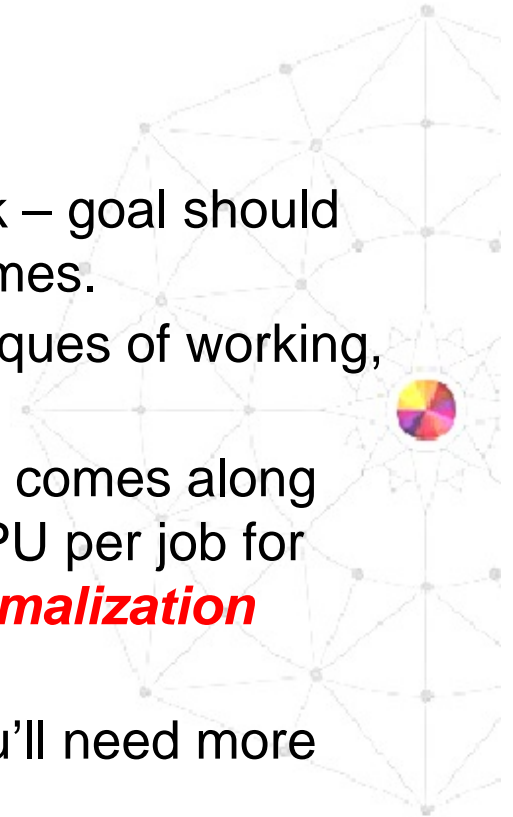 – goal should
mes.
ques of working,
comes along
PU per job for
malization
u’ll need more